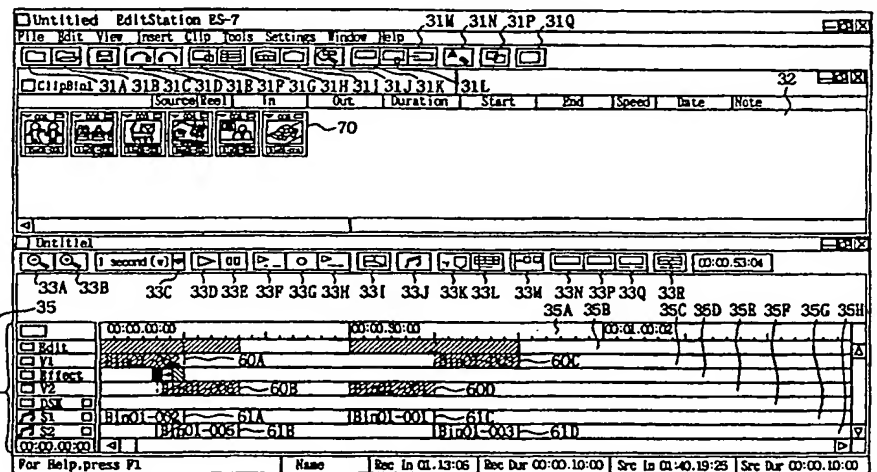 Untitled EditStation ES-7
File Edit View Insert Clip Tools Settings Window Help
31M 31N 31P 31Q
ClipBin1 31A 31B 31C 31D 31E 31F 31G 31H 31I 31J 31K 31L
32
Source Reel In Out Duration Start End Speed Date Note
70
Untitle1
1 second (v) 00:00.53:04
33A 33B 33C 33D 33E 33F 33G 33H 33I 33J 33K 33L 33M 33N 33P 33Q 33R
35 35A 35B 35C 35D 35E 35F 35G 35H
00:00.00:00 00:00.30:00 00:01.00:02
Edit
V1 Bin01-002 60A 60C
Effect
V2 60B 60D
DSK
S1 Bin01-002 61A Bin01-001 61C
S2 Bin01-006 61B Bin01-003 61D
00:00.00:00
For Help,press F1 Name Rec In 01.13:06 Rec Dur 00:00.10:00 Src In 01:40.19:25 Src Dur 00:00.10:00